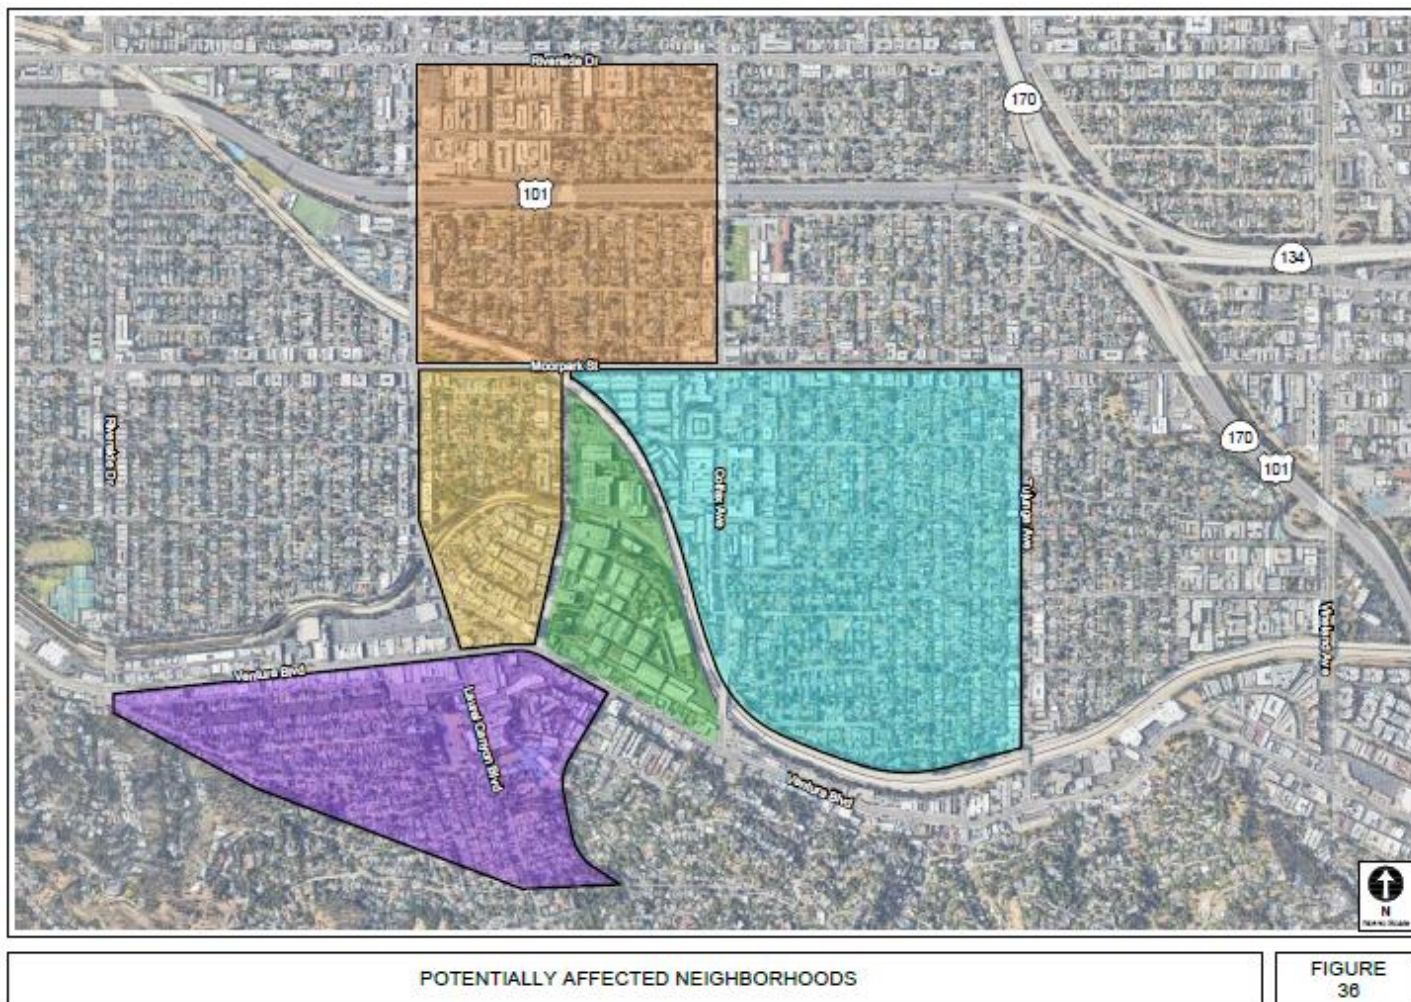 Riverside Dr
170
101
134
Moorpark St
Riverside Dr
Colfax Ave
Tujunga Ave
170
101
Vineland Ave
Ventura Blvd
Laurel Canyon Blvd
Ventura Blvd
N
POTENTIALLY AFFECTED NEIGHBORHOODS
FIGURE
36